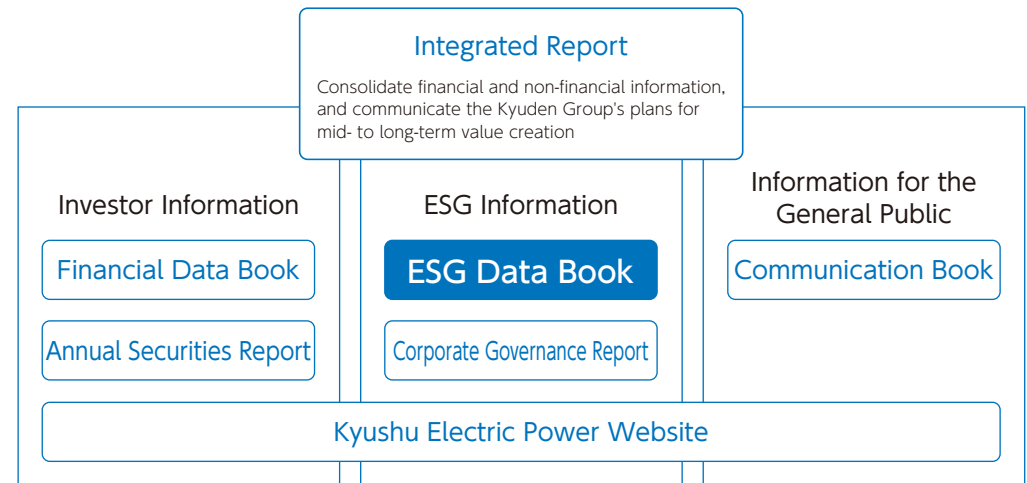 Integrated Report
Consolidate financial and non-financial information,
and communicate the Kyuden Group's plans for
mid- to long-term value creation
Investor Information
Financial Data Book
Annual Securities Report
ESG Information
ESG Data Book
Corporate Governance Report
Information for the
General Public
Communication Book
Kyushu Electric Power Website